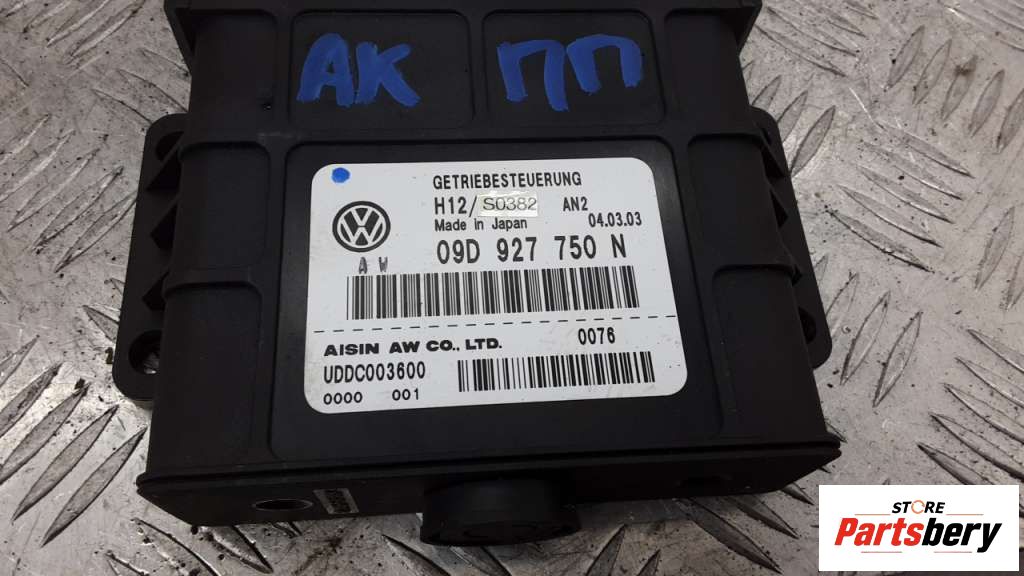 АК ПП
GETRIEBESTEUERUNG
H12/S0382 AN2
Made in Japan 04.03.03
09D 927 750 N
A W
AISIN AW CO., LTD. 0076
UDDC003600
0000 001
STORE
Partsbery